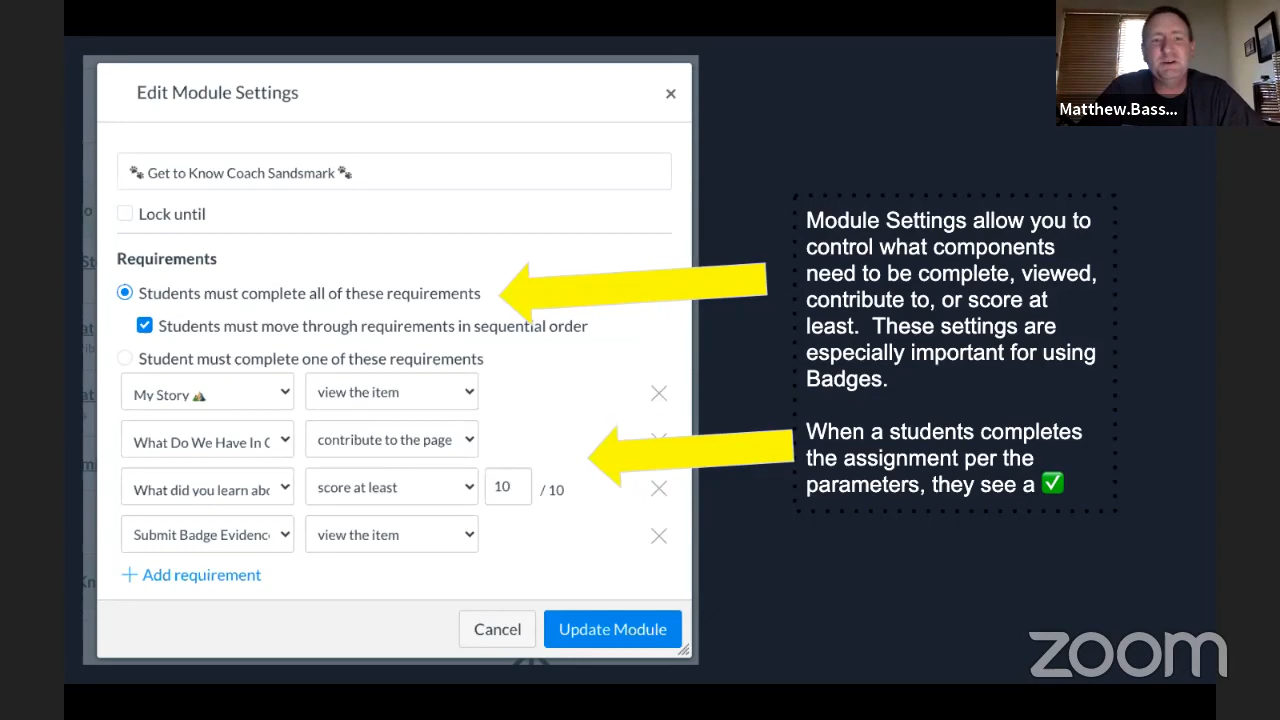 Edit Module Settings
×
🐾 Get to Know Coach Sandsmark 🐾
Lock until
Requirements
Students must complete all of these requirements
Students must move through requirements in sequential order
Student must complete one of these requirements
My Story 🏕️ view the item
What Do We Have In C contribute to the page
What did you learn abo score at least 10 / 10
Submit Badge Evidenc view the item
+ Add requirement
Cancel Update Module
Matthew.Bass...
Module Settings allow you to
control what components
need to be complete, viewed,
contribute to, or score at
least. These settings are
especially important for using
Badges.
When a students completes
the assignment per the
parameters, they see a ✅
zoom